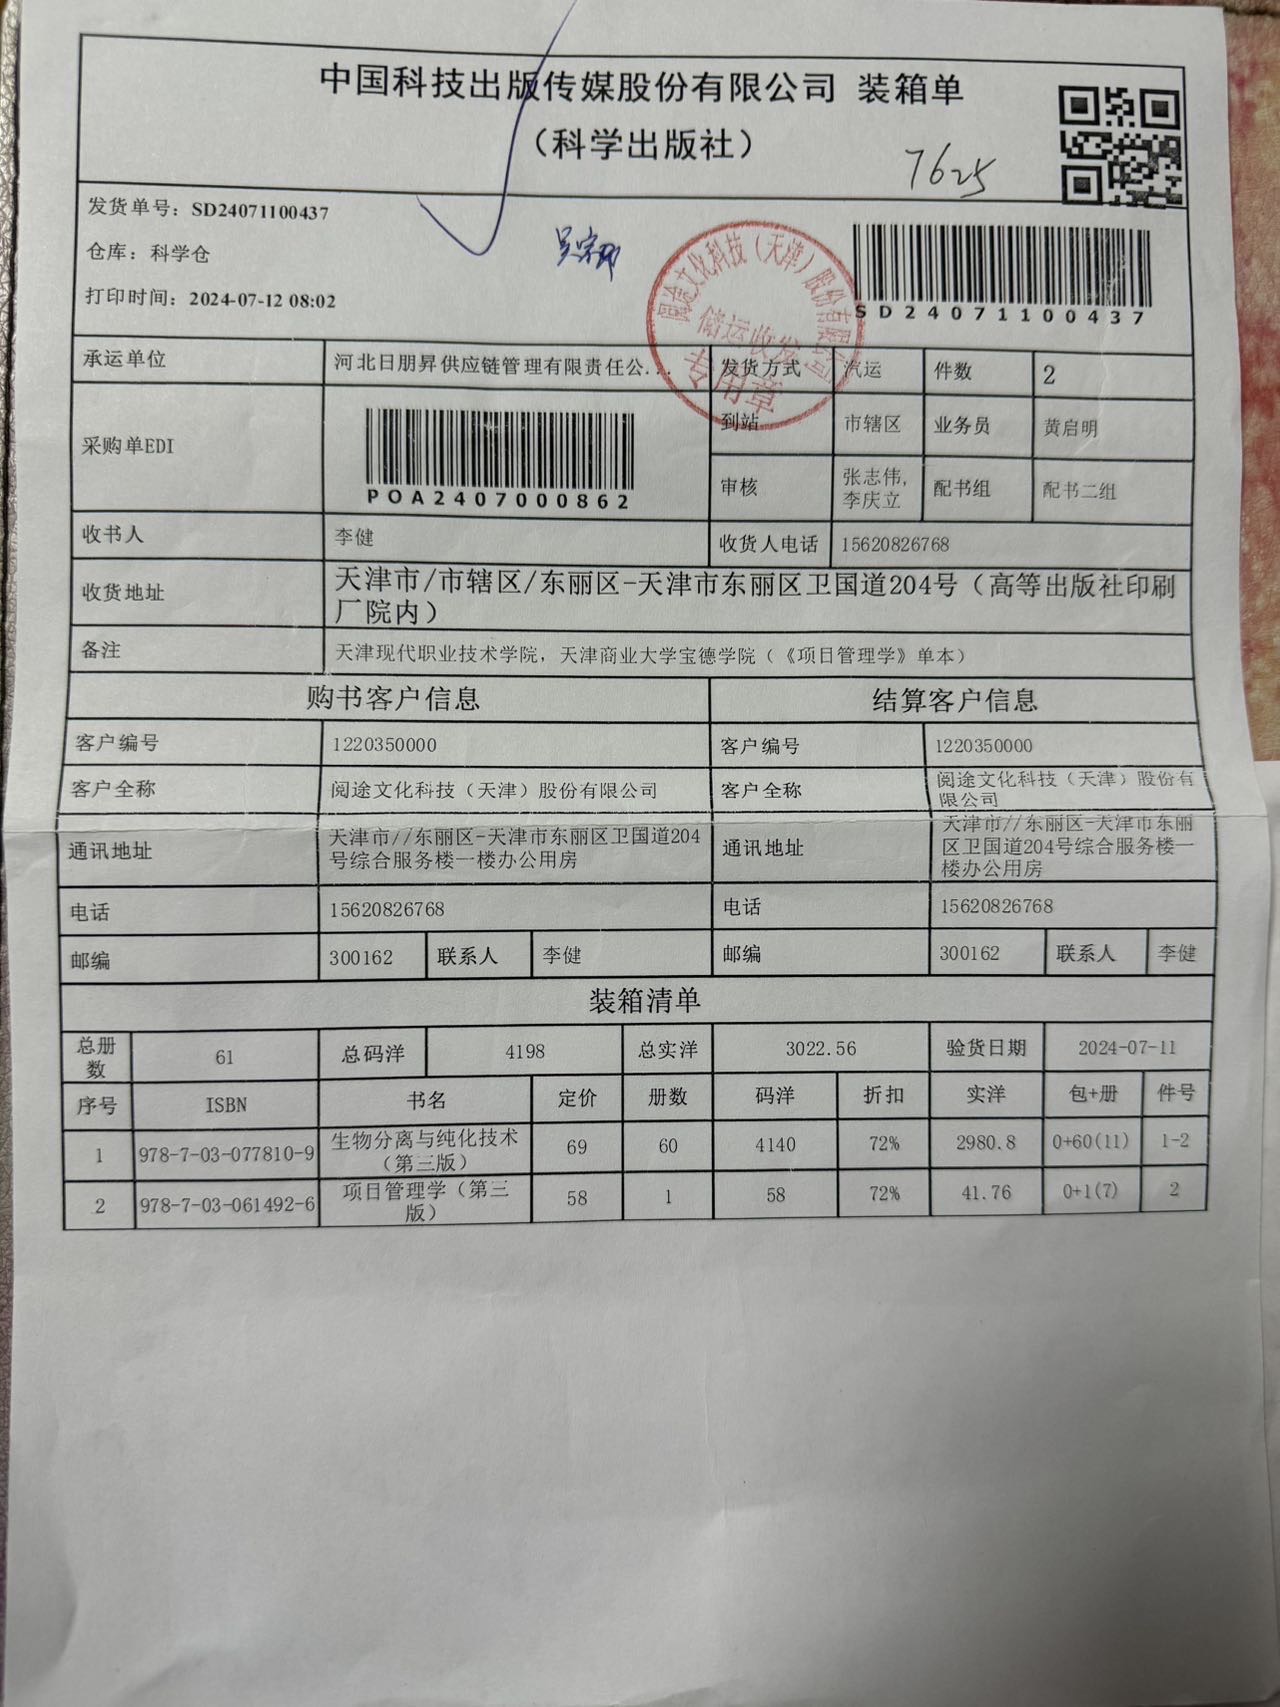 中国科技出版传媒股份有限公司 装箱单
（科学出版社）
7625
发货单号：SD24071100437
仓库：科学仓
打印时间：2024-07-12 08:02
SD24071100437
阅途文化科技（天津）股份有限公司
储运收发
专用章
承运单位 河北日朋昇供应链管理有限责任公... 发货方式 汽运 件数 2
采购单EDI POA2407000862 到站 市辖区 业务员 黄启明
审核 张志伟, 李庆立 配书组 配书二组
收书人 李健 收货人电话 15620826768
收货地址 天津市/市辖区/东丽区-天津市东丽区卫国道204号（高等出版社印刷
厂院内）
备注 天津现代职业技术学院，天津商业大学宝德学院（《项目管理学》单本）
购书客户信息 结算客户信息
客户编号 1220350000 客户编号 1220350000
客户全称 阅途文化科技（天津）股份有限公司 客户全称 阅途文化科技（天津）股份有
限公司
通讯地址 天津市//东丽区-天津市东丽区卫国道204
号综合服务楼一楼办公用房
通讯地址 天津市//东丽区-天津市东丽
区卫国道204号综合服务楼一
楼办公用房
电话 15620826768 电话 15620826768
邮编 300162 联系人 李健 邮编 300162 联系人 李健
装箱清单
总册数 61 总码洋 4198 总实洋 3022.56 验货日期 2024-07-11
序号 ISBN 书名 定价 册数 码洋 折扣 实洋 包+册 件号
1 978-7-03-077810-9 生物分离与纯化技术（第三版） 69 60 4140 72% 2980.8 0+60(11) 1-2
2 978-7-03-061492-6 项目管理学（第三版） 58 1 58 72% 41.76 0+1(7) 2